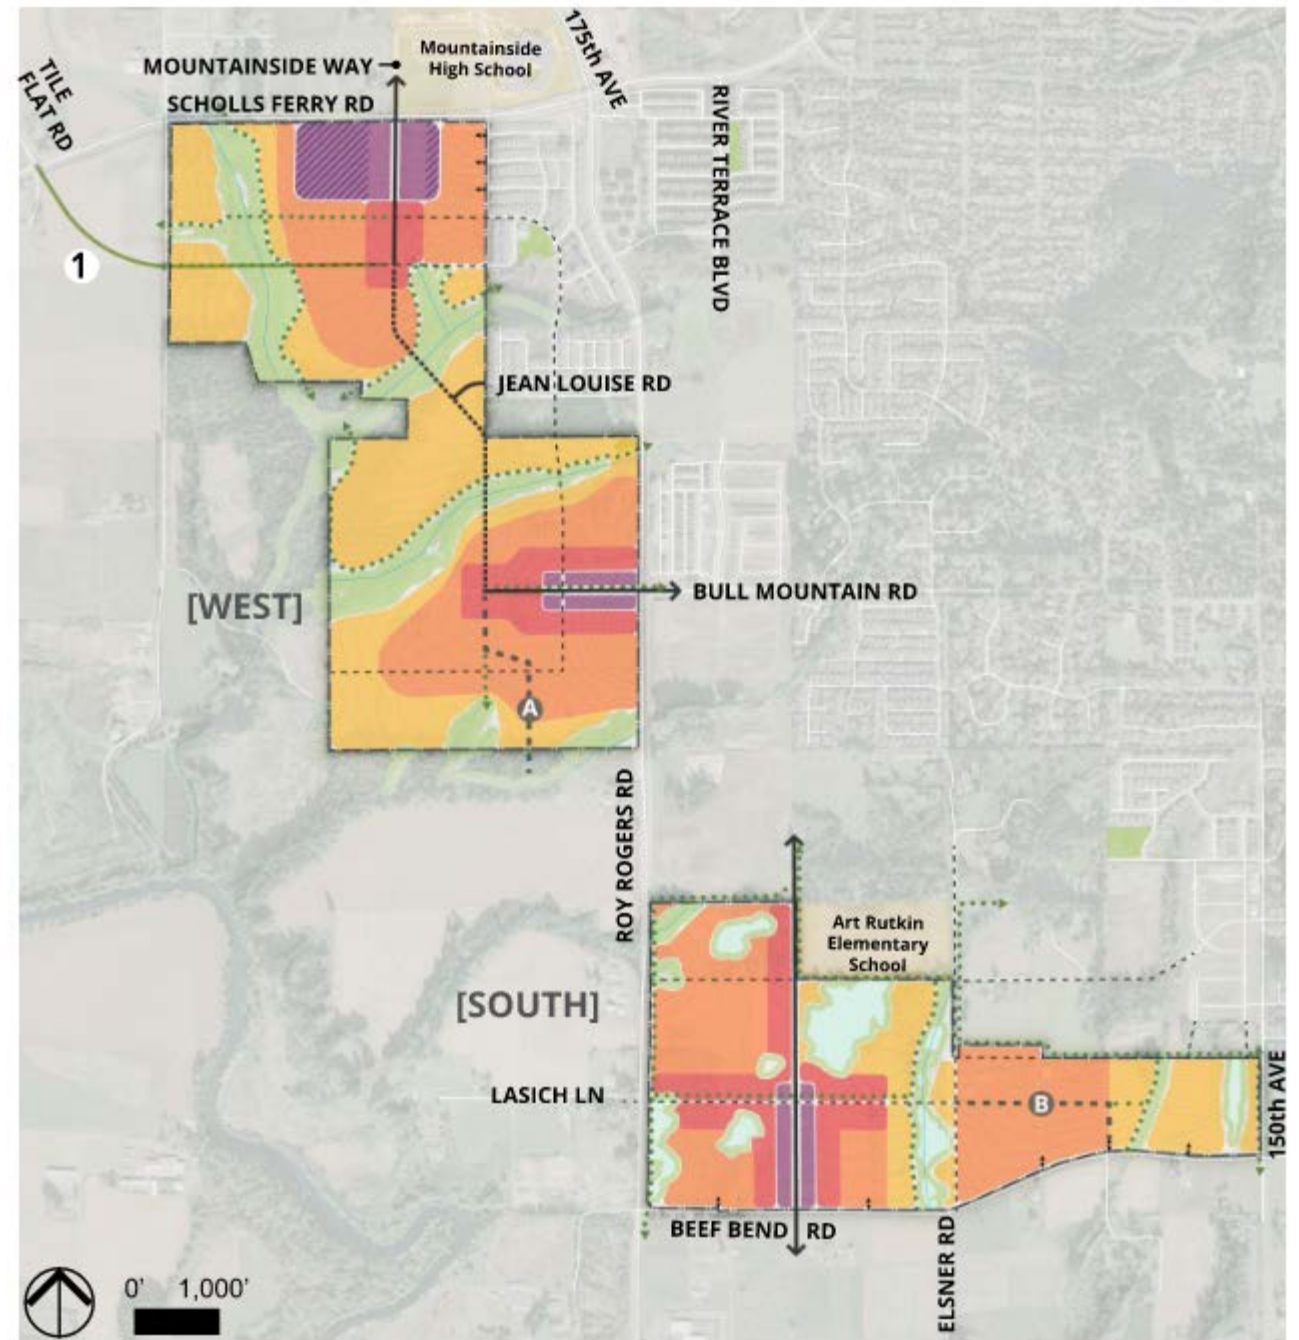 MOUNTAINSIDE WAY
Mountainside
High School
175th AVE
TILE
FLAT RD
SCHOLLS FERRY RD
RIVER TERRACE BLVD
1
JEAN LOUISE RD
[WEST]
BULL MOUNTAIN RD
A
ROY ROGERS RD
Art Rutkin
Elementary
School
[SOUTH]
LASICH LN
B
150th AVE
BEEF BEND RD
ELSNER RD
0' 1,000'